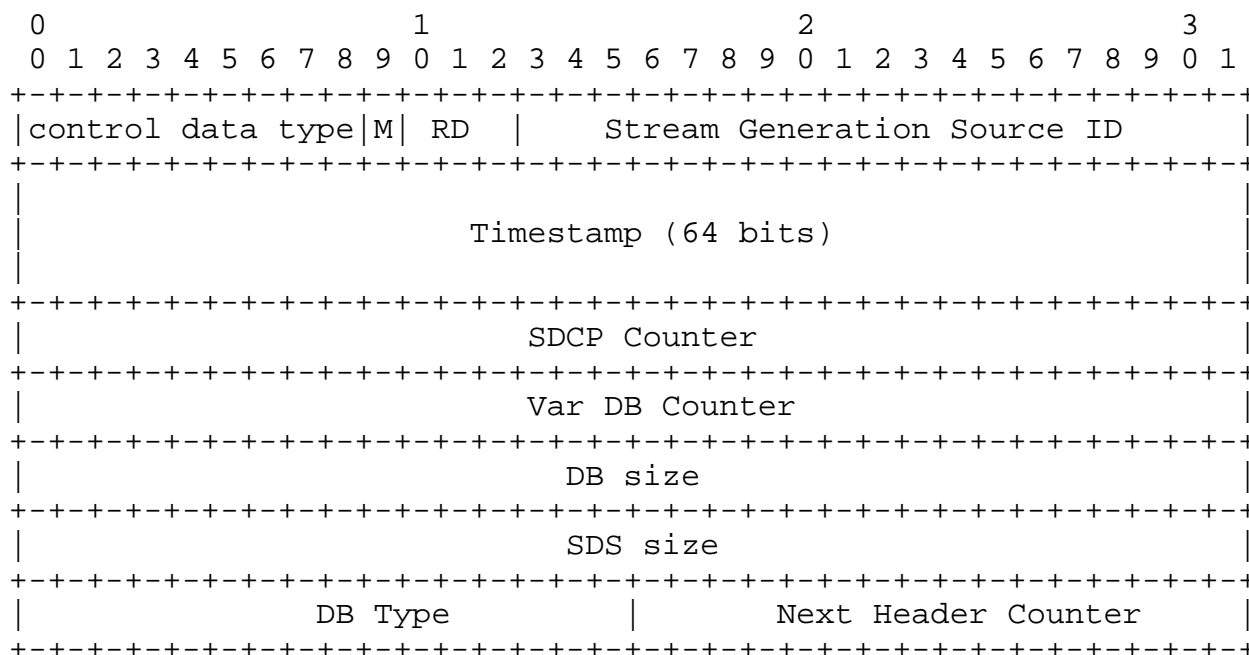 0 1 2 3
0 1 2 3 4 5 6 7 8 9 0 1 2 3 4 5 6 7 8 9 0 1 2 3 4 5 6 7 8 9 0 1
+-+-+-+-+-+-+-+-+-+-+-+-+-+-+-+-+-+-+-+-+-+-+-+-+-+-+-+-+-+-+-+-+
|control data type|M| RD | Stream Generation Source ID |
+-+-+-+-+-+-+-+-+-+-+-+-+-+-+-+-+-+-+-+-+-+-+-+-+-+-+-+-+-+-+-+-+
| |
| Timestamp (64 bits) |
| |
+-+-+-+-+-+-+-+-+-+-+-+-+-+-+-+-+-+-+-+-+-+-+-+-+-+-+-+-+-+-+-+-+
| SDCP Counter |
+-+-+-+-+-+-+-+-+-+-+-+-+-+-+-+-+-+-+-+-+-+-+-+-+-+-+-+-+-+-+-+-+
| Var DB Counter |
+-+-+-+-+-+-+-+-+-+-+-+-+-+-+-+-+-+-+-+-+-+-+-+-+-+-+-+-+-+-+-+-+
| DB size |
+-+-+-+-+-+-+-+-+-+-+-+-+-+-+-+-+-+-+-+-+-+-+-+-+-+-+-+-+-+-+-+-+
| SDS size |
+-+-+-+-+-+-+-+-+-+-+-+-+-+-+-+-+-+-+-+-+-+-+-+-+-+-+-+-+-+-+-+-+
| DB Type | Next Header Counter |
+-+-+-+-+-+-+-+-+-+-+-+-+-+-+-+-+-+-+-+-+-+-+-+-+-+-+-+-+-+-+-+-+